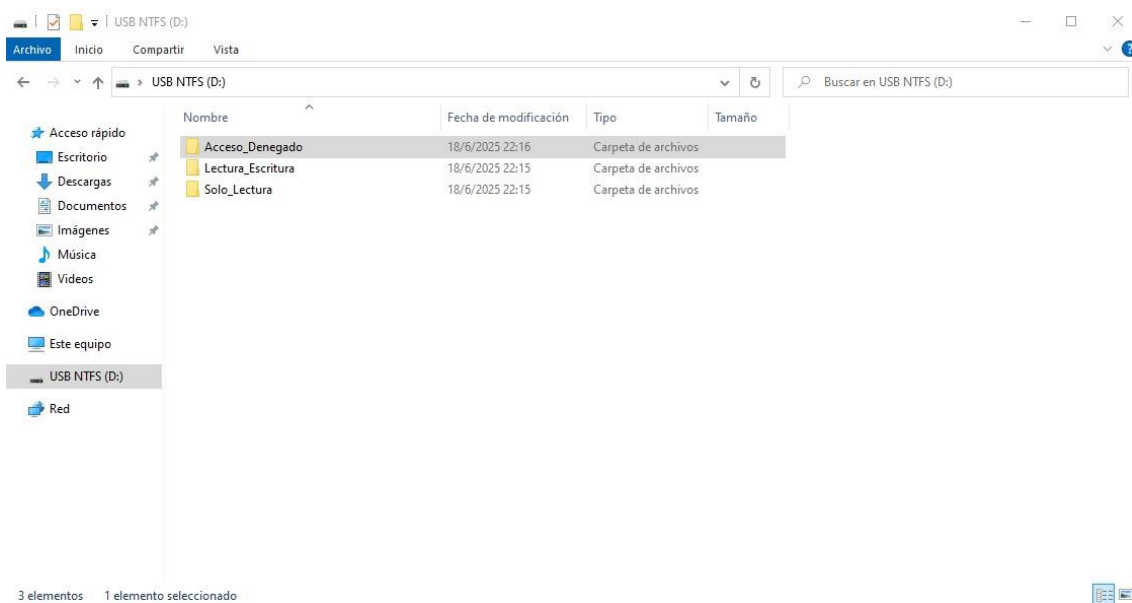 USB NTFS (D:)
Archivo Inicio Compartir Vista
USB NTFS (D:) Buscar en USB NTFS (D:)
Nombre Fecha de modificación Tipo Tamaño
Acceso rápido
Escritorio
Descargas
Documentos
Imágenes
Música
Videos
OneDrive
Este equipo
USB NTFS (D:)
Red
Acceso_Denegado 18/6/2025 22:16 Carpeta de archivos
Lectura_Escritura 18/6/2025 22:15 Carpeta de archivos
Solo_Lectura 18/6/2025 22:15 Carpeta de archivos
3 elementos 1 elemento seleccionado